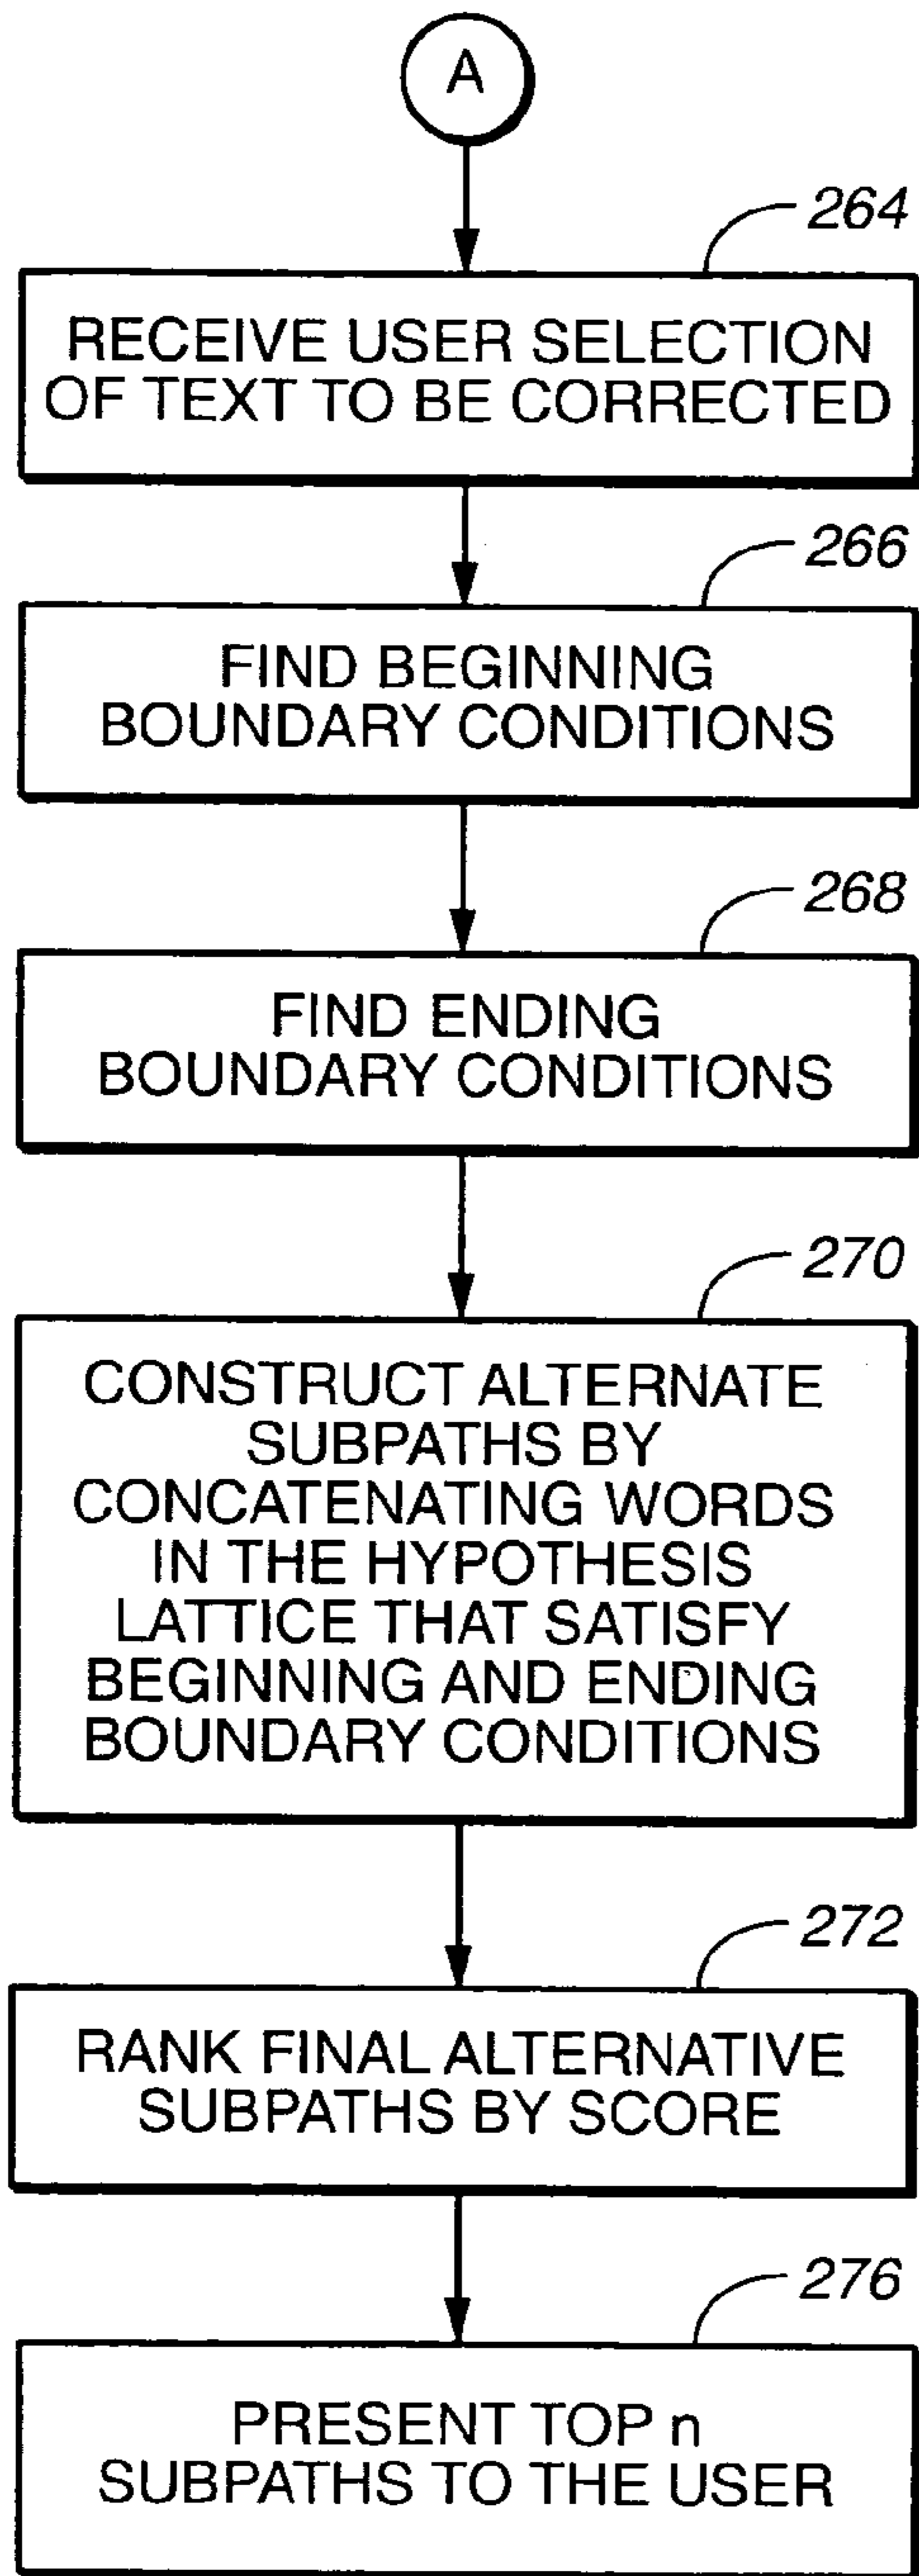 A
264
RECEIVE USER SELECTION
OF TEXT TO BE CORRECTED
266
FIND BEGINNING
BOUNDARY CONDITIONS
268
FIND ENDING
BOUNDARY CONDITIONS
270
CONSTRUCT ALTERNATE
SUBPATHS BY
CONCATENATING WORDS
IN THE HYPOTHESIS
LATTICE THAT SATISFY
BEGINNING AND ENDING
BOUNDARY CONDITIONS
272
RANK FINAL ALTERNATIVE
SUBPATHS BY SCORE
276
PRESENT TOP n
SUBPATHS TO THE USER